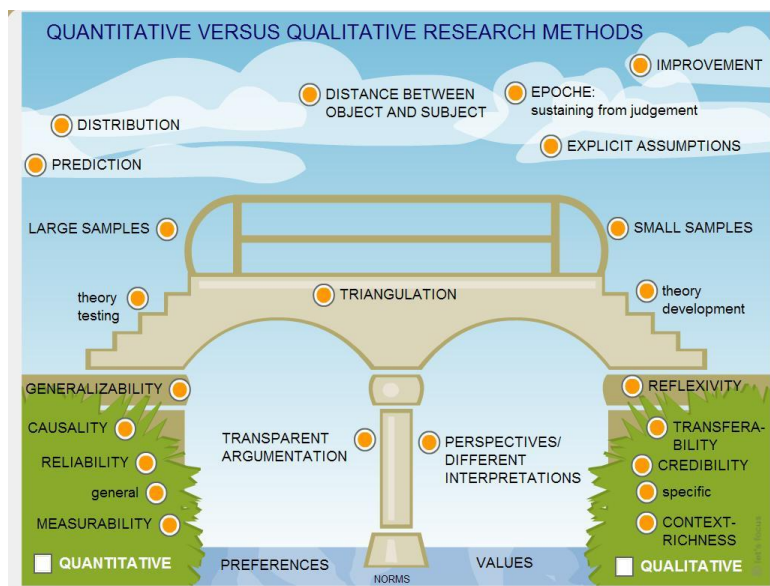 QUANTITATIVE VERSUS QUALITATIVE RESEARCH METHODS
IMPROVEMENT
DISTANCE BETWEEN
OBJECT AND SUBJECT
EPOCHE:
sustaining from judgement
DISTRIBUTION
EXPLICIT ASSUMPTIONS
PREDICTION
LARGE SAMPLES
SMALL SAMPLES
theory
testing
TRIANGULATION
theory
development
GENERALIZABILITY
REFLEXIVITY
CAUSALITY
TRANSPARENT
ARGUMENTATION
PERSPECTIVES/
DIFFERENT
INTERPRETATIONS
TRANSFERA-
BILITY
RELIABILITY
CREDIBILITY
general
specific
MEASURABILITY
CONTEXT-
RICHNESS
QUANTITATIVE
PREFERENCES
NORMS
VALUES
QUALITATIVE